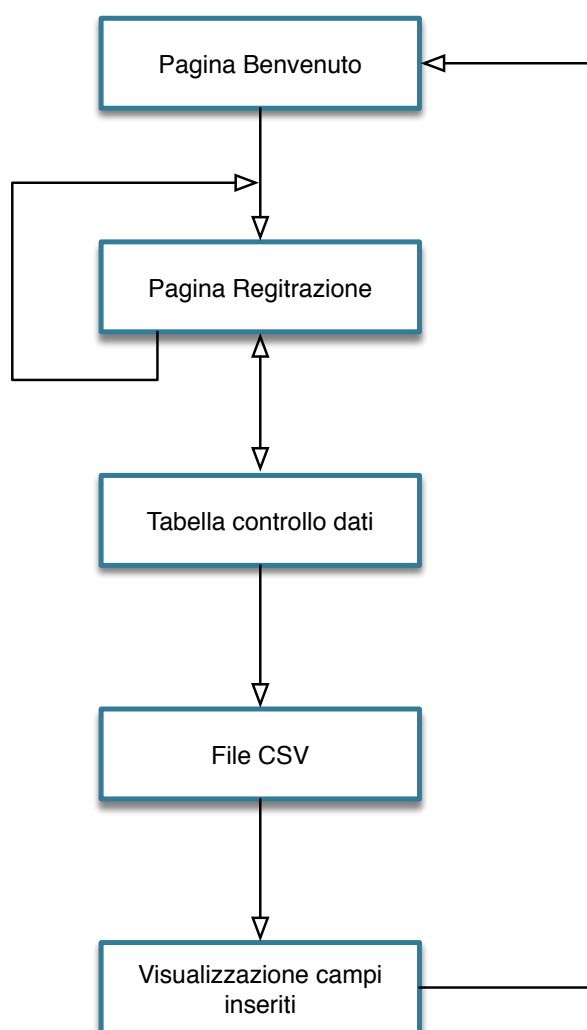 Pagina Benvenuto
Pagina Regitrazione
Tabella controllo dati
File CSV
Visualizzazione campi
inseriti